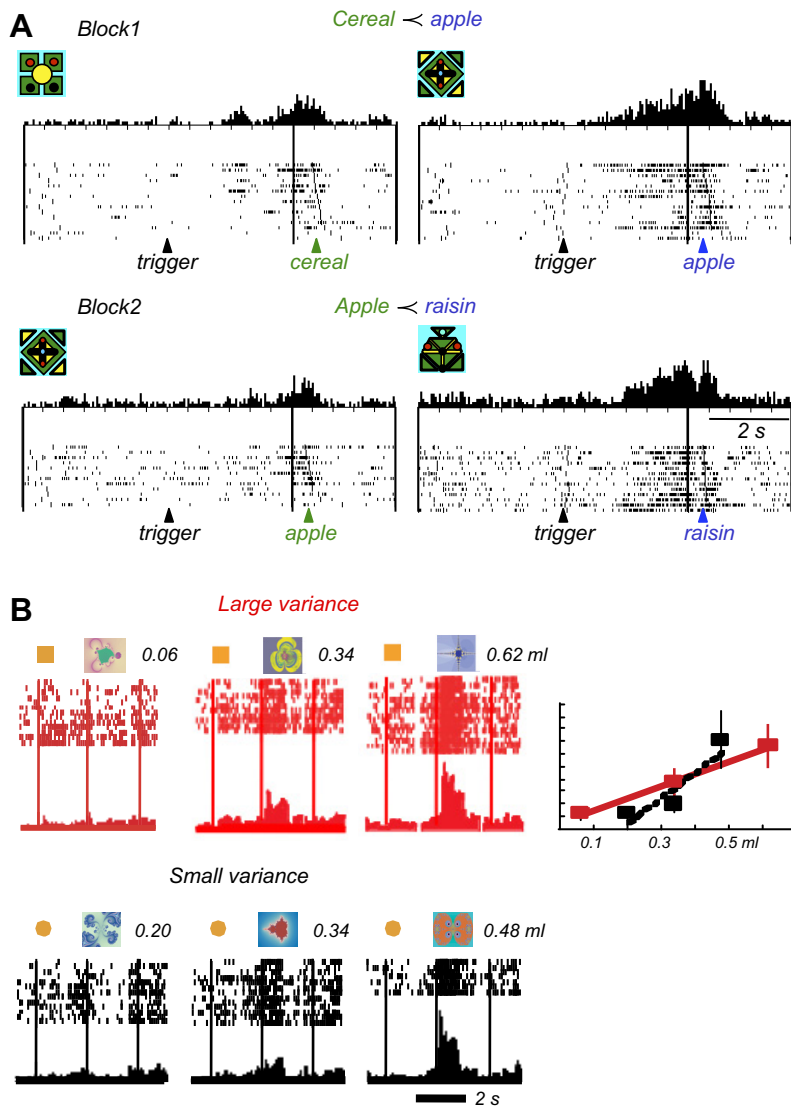 A
Block1
Cereal ≺ apple
trigger
cereal
trigger
apple
Block2
Apple ≺ raisin
2 s
trigger
apple
trigger
raisin
B
Large variance
0.06
0.34
0.62 ml
0.1
0.3
0.5 ml
Small variance
0.20
0.34
0.48 ml
2 s